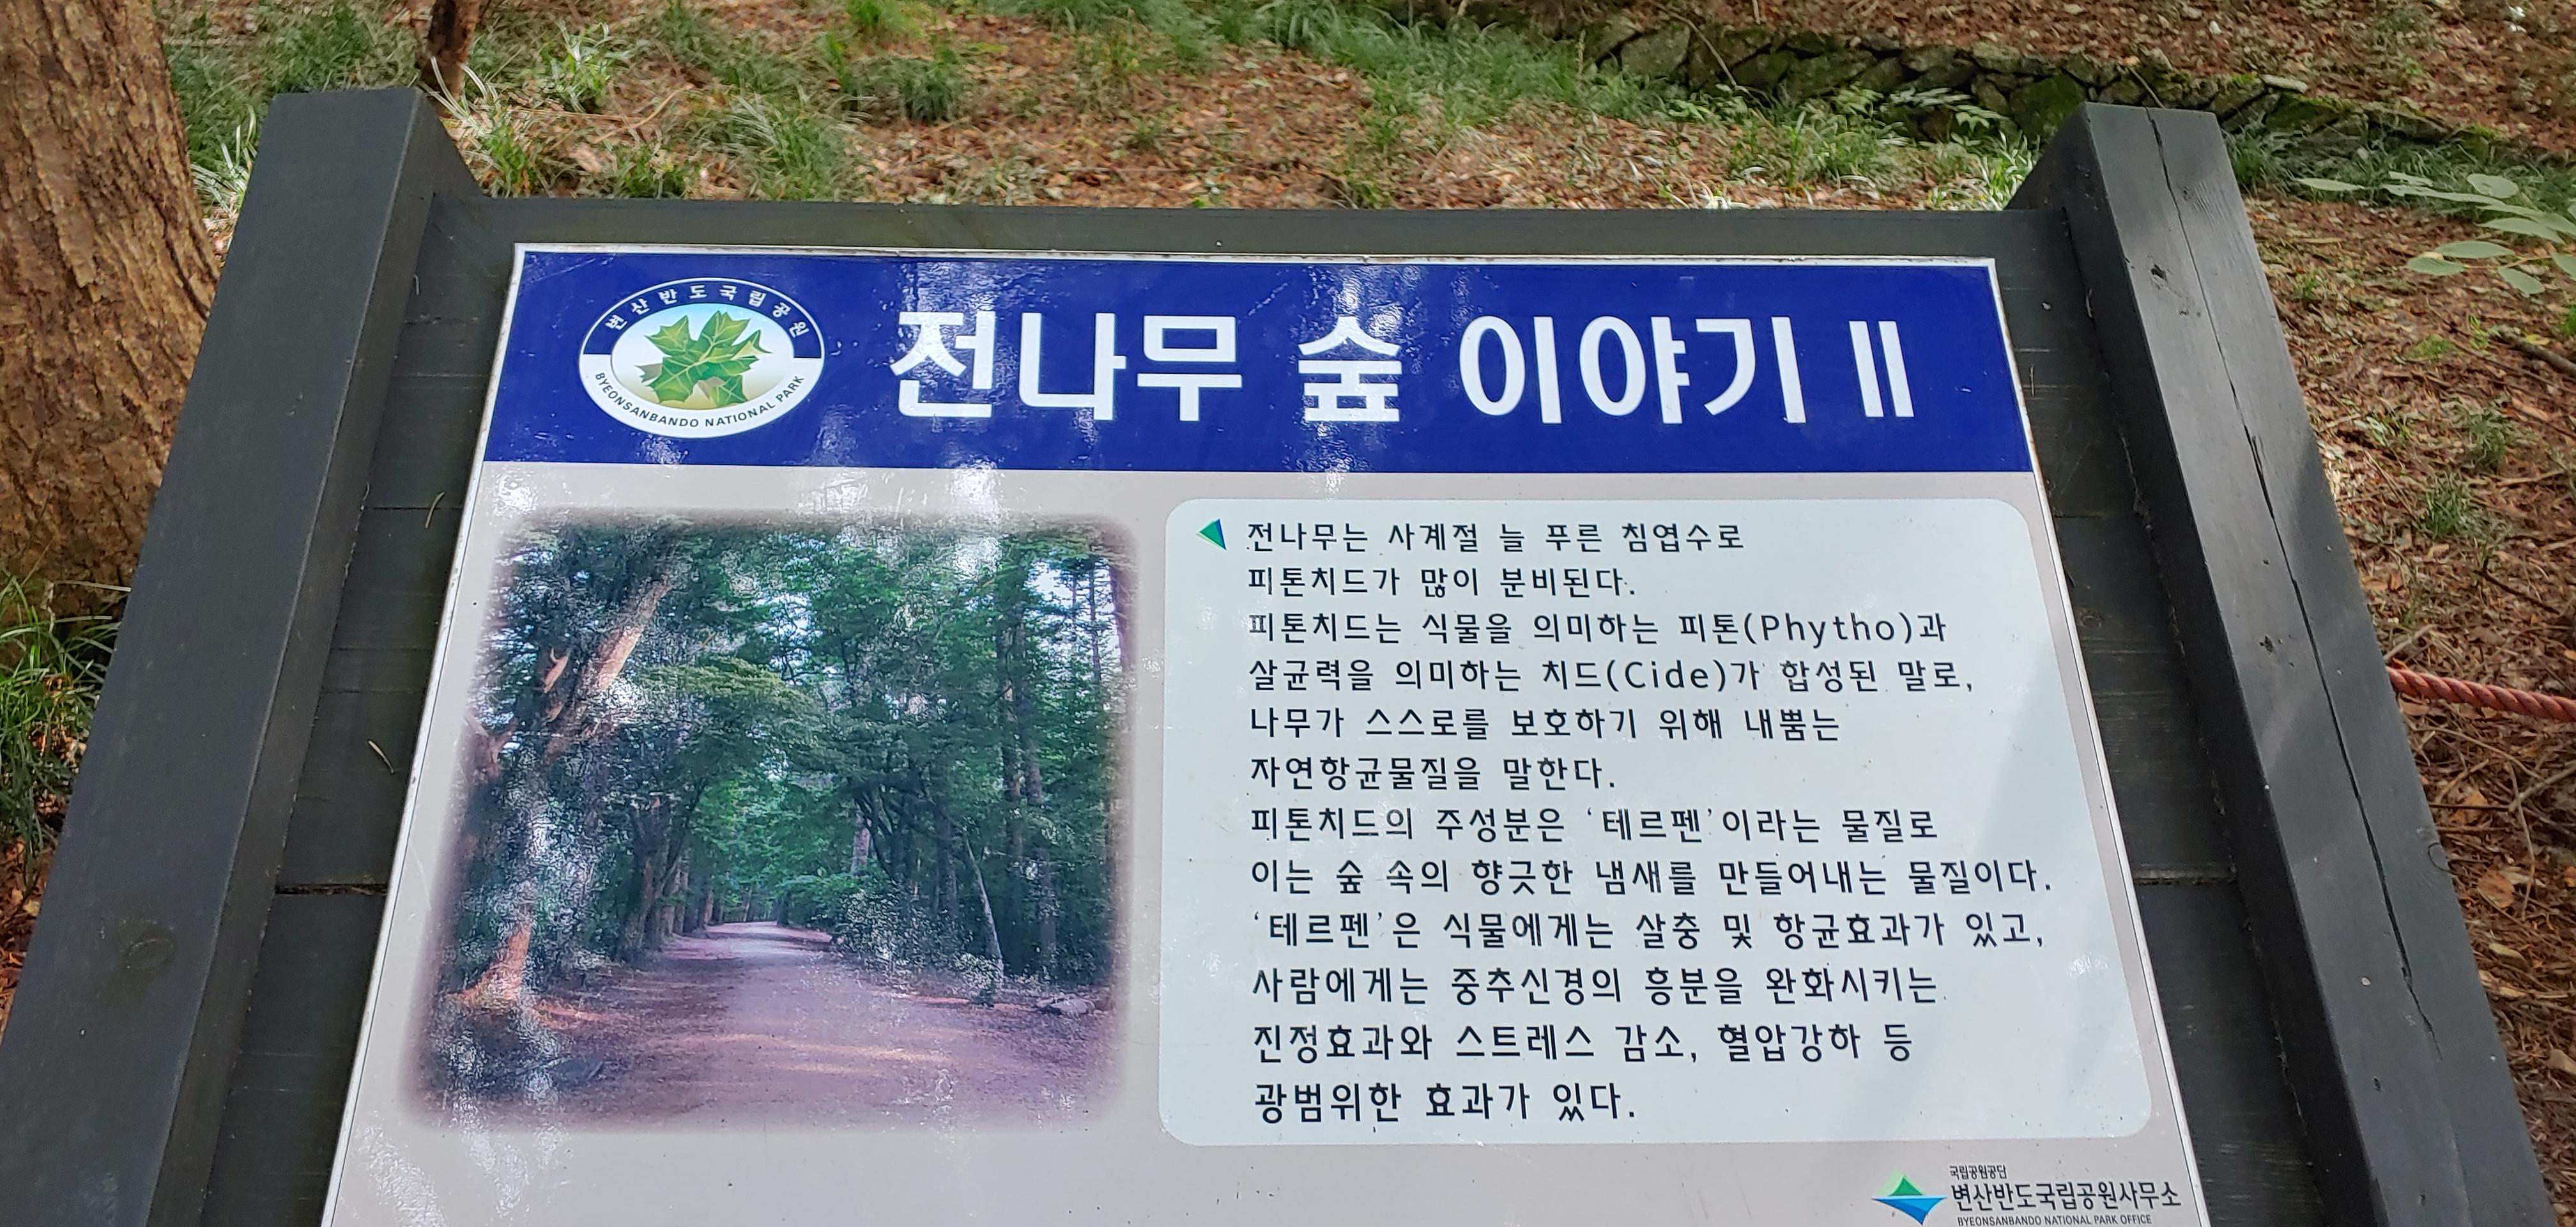 변산반도국립공원
BYEONSANBANDO NATIONAL PARK
전나무 숲 이야기 II
전나무는 사계절 늘 푸른 침엽수로
피톤치드가 많이 분비된다.
피톤치드는 식물을 의미하는 피톤(Phytho)과
살균력을 의미하는 치드(Cide)가 합성된 말로,
나무가 스스로를 보호하기 위해 내뿜는
자연항균물질을 말한다.
피톤치드의 주성분은 '테르펜'이라는 물질로
이는 숲 속의 향긋한 냄새를 만들어내는 물질이다.
'테르펜'은 식물에게는 살충 및 항균효과가 있고,
사람에게는 중추신경의 흥분을 완화시키는
진정효과와 스트레스 감소, 혈압강하 등
광범위한 효과가 있다.
국립공원공단
변산반도국립공원사무소
BYEONSANBANDO NATIONAL PARK OFFICE